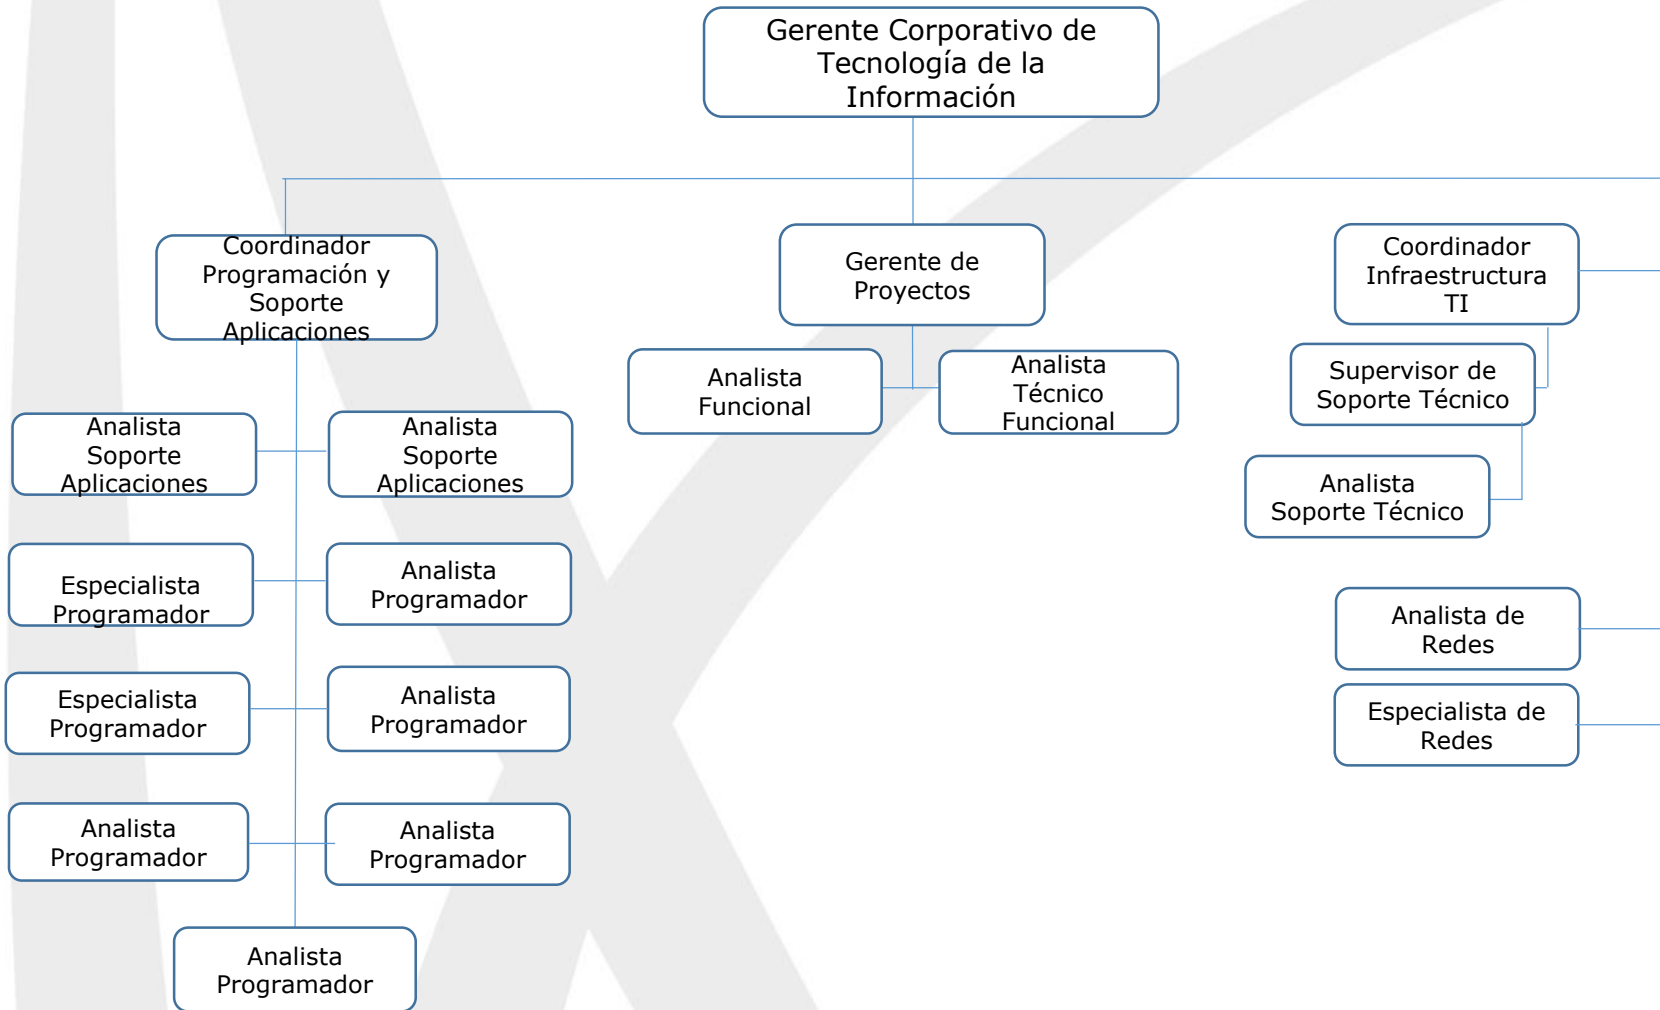 Gerente Corporativo de
Tecnología de la
Información
Coordinador
Programación y
Soporte
Aplicaciones
Gerente de
Proyectos
Coordinador
Infraestructura
TI
Analista
Funcional
Analista
Técnico
Funcional
Supervisor de
Soporte Técnico
Analista
Soporte Técnico
Analista
Soporte
Aplicaciones
Analista
Soporte
Aplicaciones
Especialista
Programador
Analista
Programador
Analista de
Redes
Especialista
Programador
Analista
Programador
Especialista de
Redes
Analista
Programador
Analista
Programador
Analista
Programador